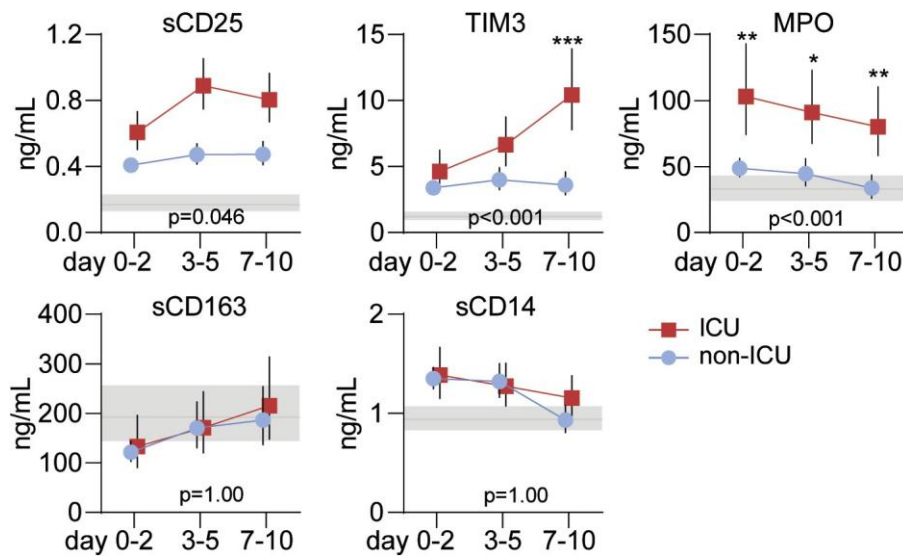 sCD25
ng/mL
1.2
0.8
0.4
0.0
p=0.046
day 0-2 3-5 7-10
TIM3
ng/mL
15
10
5
0
***
p<0.001
day 0-2 3-5 7-10
MPO
ng/mL
150
100
50
0
** * **
p<0.001
day 0-2 3-5 7-10
sCD163
ng/mL
400
300
200
100
0
p=1.00
day 0-2 3-5 7-10
sCD14
ng/mL
2
1
0
p=1.00
day 0-2 3-5 7-10
ICU
non-ICU